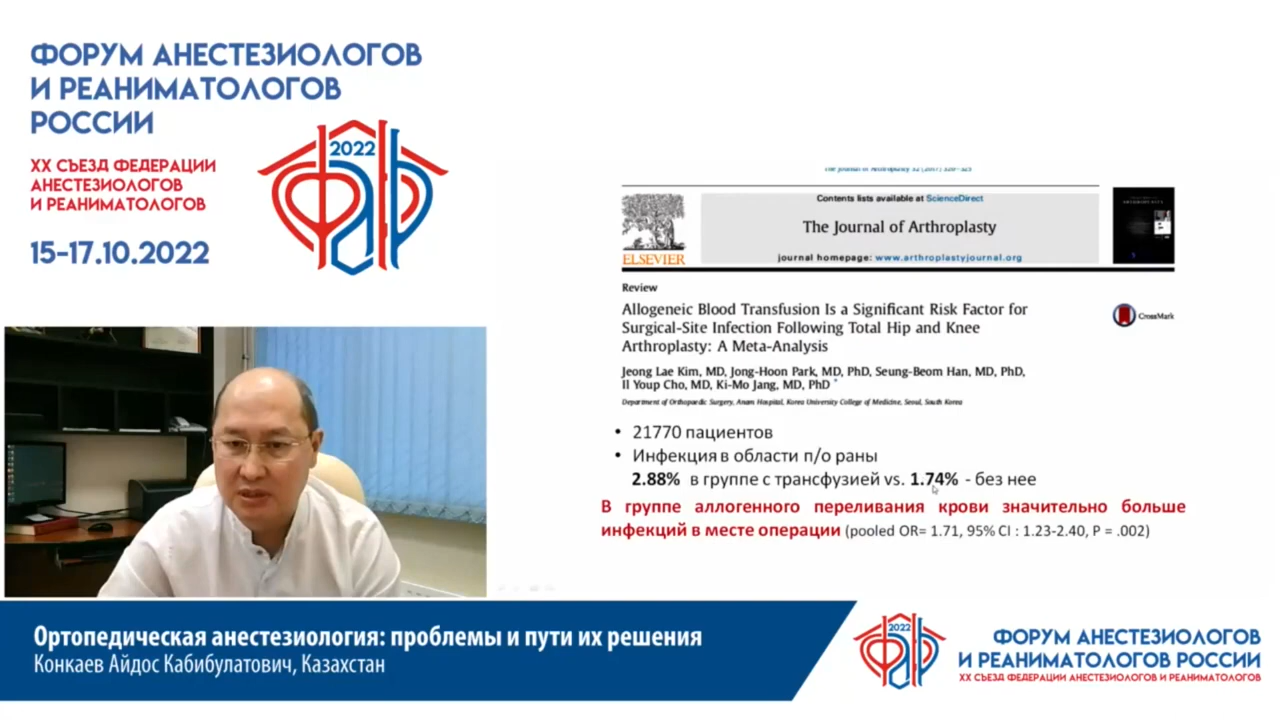 ФОРУМ АНЕСТЕЗИОЛОГОВ
И РЕАНИМАТОЛОГОВ
РОССИИ
XX СЪЕЗД ФЕДЕРАЦИИ
АНЕСТЕЗИОЛОГОВ
И РЕАНИМАТОЛОГОВ
15-17.10.2022
2022
Contents lists available at ScienceDirect
The Journal of Arthroplasty
journal homepage: www.arthroplastyjournal.org
ELSEVIER
Review
Allogeneic Blood Transfusion Is a Significant Risk Factor for
Surgical-Site Infection Following Total Hip and Knee
Arthroplasty: A Meta-Analysis
CrossMark
Jeong Lae Kim, MD, Jong-Hoon Park, MD, PhD, Seung-Beom Han, MD, PhD,
Il Youp Cho, MD, Ki-Mo Jang, MD, PhD *
Department of Orthopaedic Surgery, Anam Hospital, Korea University College of Medicine, Seoul, South Korea
• 21770 пациентов
• Инфекция в области п/о раны
2.88% в группе с трансфузией vs. 1.74% - без нее
В группе аллогенного переливания крови значительно больше
инфекций в месте операции (pooled OR= 1.71, 95% CI : 1.23-2.40, P = .002)
Ортопедическая анестезиология: проблемы и пути их решения
Конкаев Айдос Кабибулатович, Казахстан
2022
ФОРУМ АНЕСТЕЗИОЛОГОВ
И РЕАНИМАТОЛОГОВ РОССИИ
XX СЪЕЗД ФЕДЕРАЦИИ АНЕСТЕЗИОЛОГОВ И РЕАНИМАТОЛОГОВ